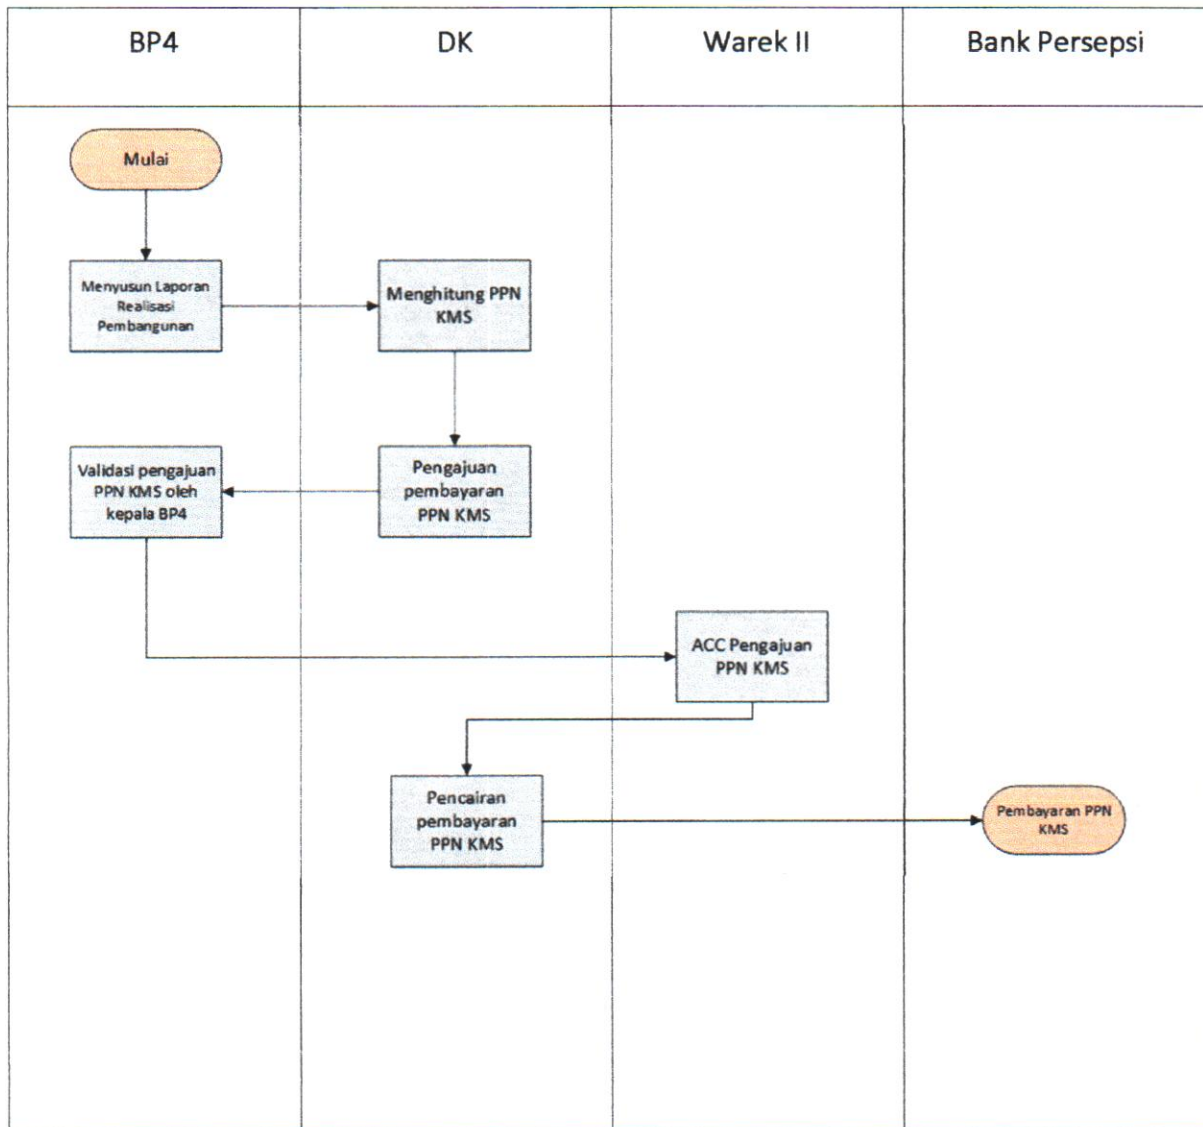 BP4
DK
Warek II
Bank Persepsi
Mulai
Menyusun Laporan
Realisasi
Pembangunan
Menghitung PPN
KMS
Validasi pengajuan
PPN KMS oleh
kepala BP4
Pengajuan
pembayaran
PPN KMS
ACC Pengajuan
PPN KMS
Pencairan
pembayaran
PPN KMS
Pembayaran PPN
KMS